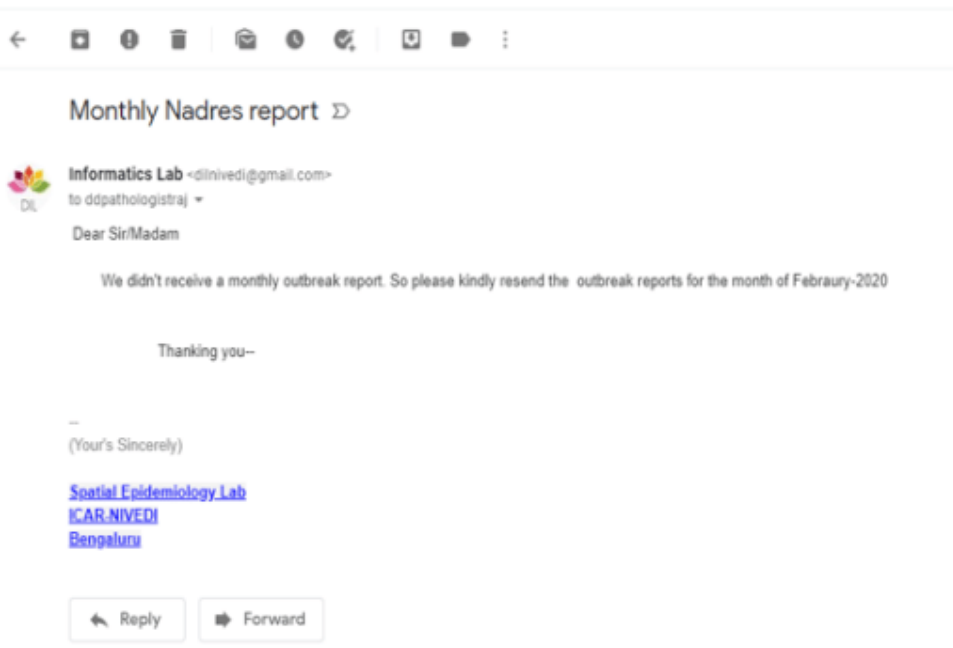 Monthly Nadres report
Informatics Lab <dilnivedi@gmail.com>
DIL
to ddpathologistraj
Dear Sir/Madam
We didn't receive a monthly outbreak report. So please kindly resend the outbreak reports for the month of Febraury-2020
Thanking you--
--
(Your's Sincerely)
Spatial Epidemiology Lab
ICAR-NIVEDI
Bengaluru
Reply
Forward